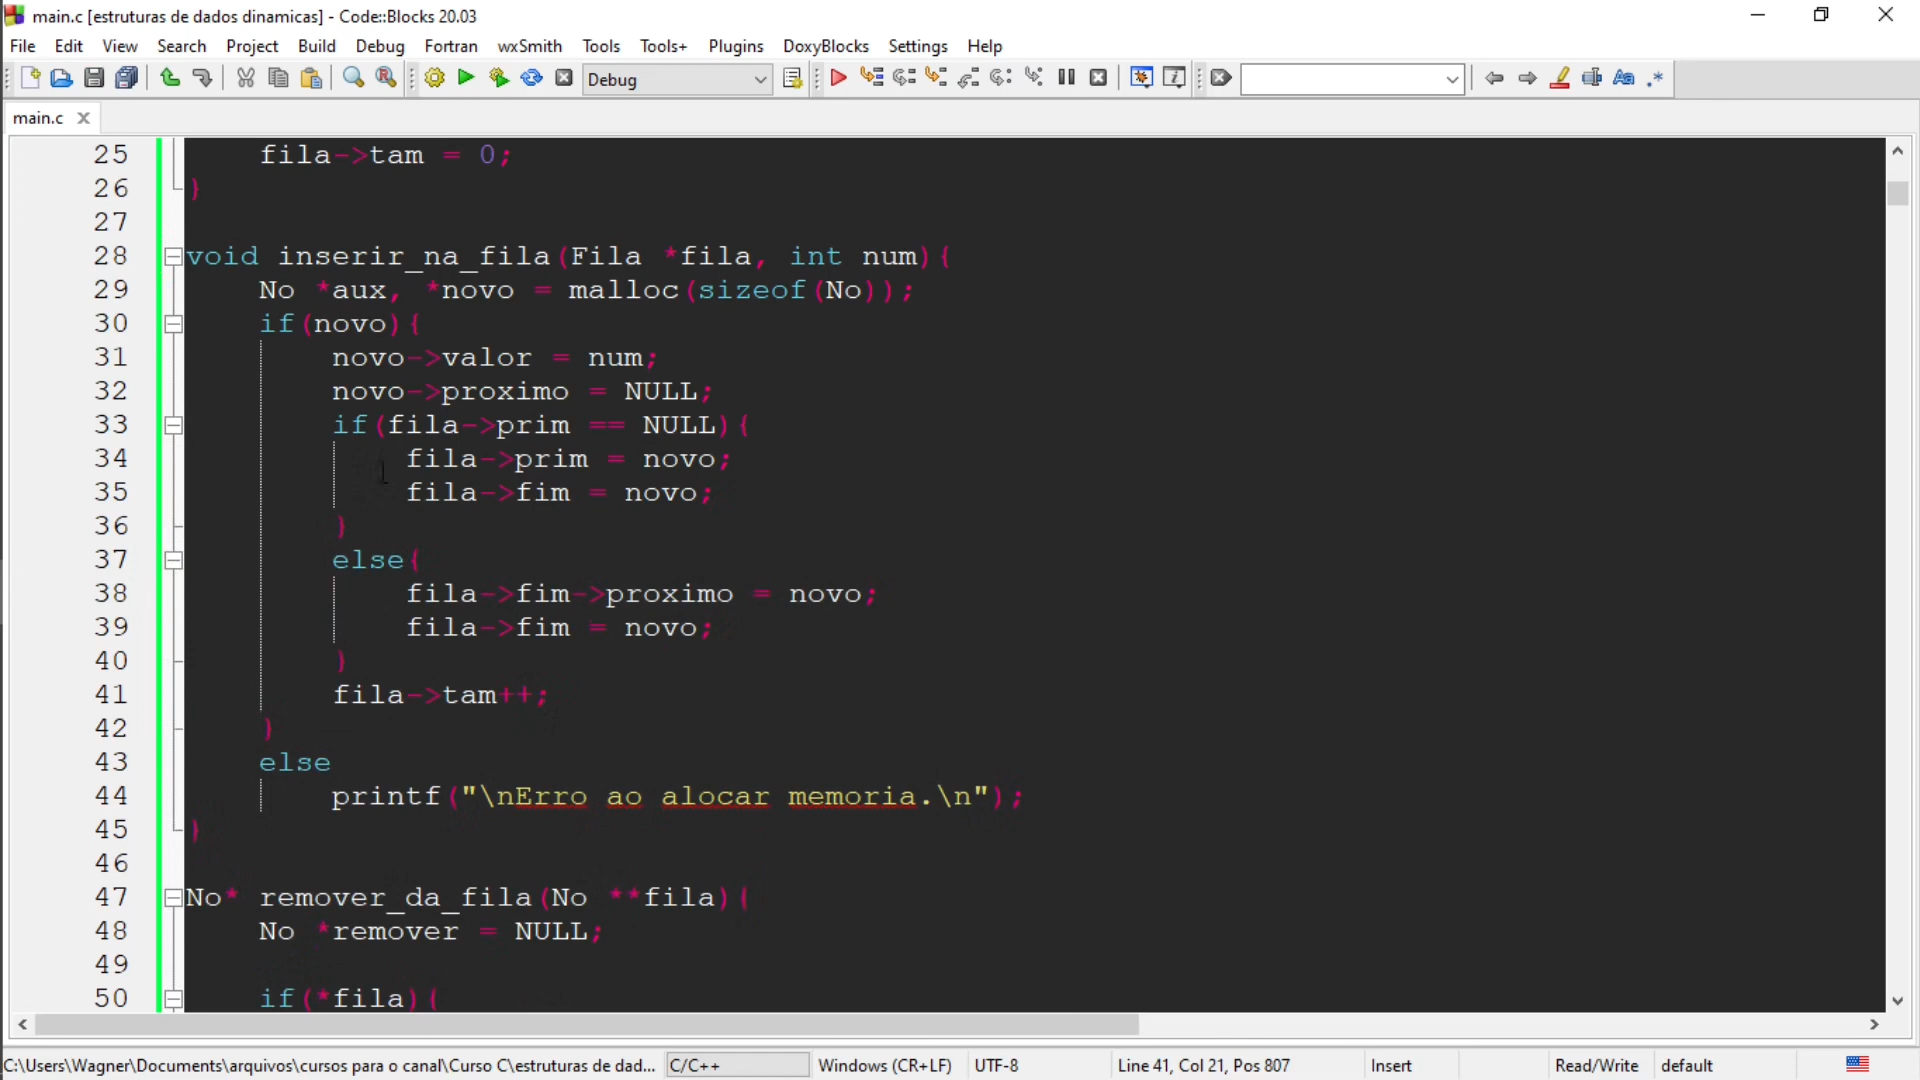 main.c [estruturas de dados dinamicas] - Code::Blocks 20.03
File Edit View Search Project Build Debug Fortran wxSmith Tools Tools+ Plugins DoxyBlocks Settings Help
Debug
main.c
25 fila->tam = 0;
26 }
27
28 void inserir_na_fila(Fila *fila, int num){
29 No *aux, *novo = malloc(sizeof(No));
30 if(novo){
31 novo->valor = num;
32 novo->proximo = NULL;
33 if(fila->prim == NULL){
34 fila->prim = novo;
35 fila->fim = novo;
36 }
37 else{
38 fila->fim->proximo = novo;
39 fila->fim = novo;
40 }
41 fila->tam++;
42 }
43 else
44 printf("\nErro ao alocar memoria.\n");
45 }
46
47 No* remover_da_fila(No **fila){
48 No *remover = NULL;
49
50 if(*fila){
C:\Users\Wagner\Documents\arquivos\cursos para o canal\Curso C\estruturas de dad... C/C++ Windows (CR+LF) UTF-8 Line 41, Col 21, Pos 807 Insert Read/Write default